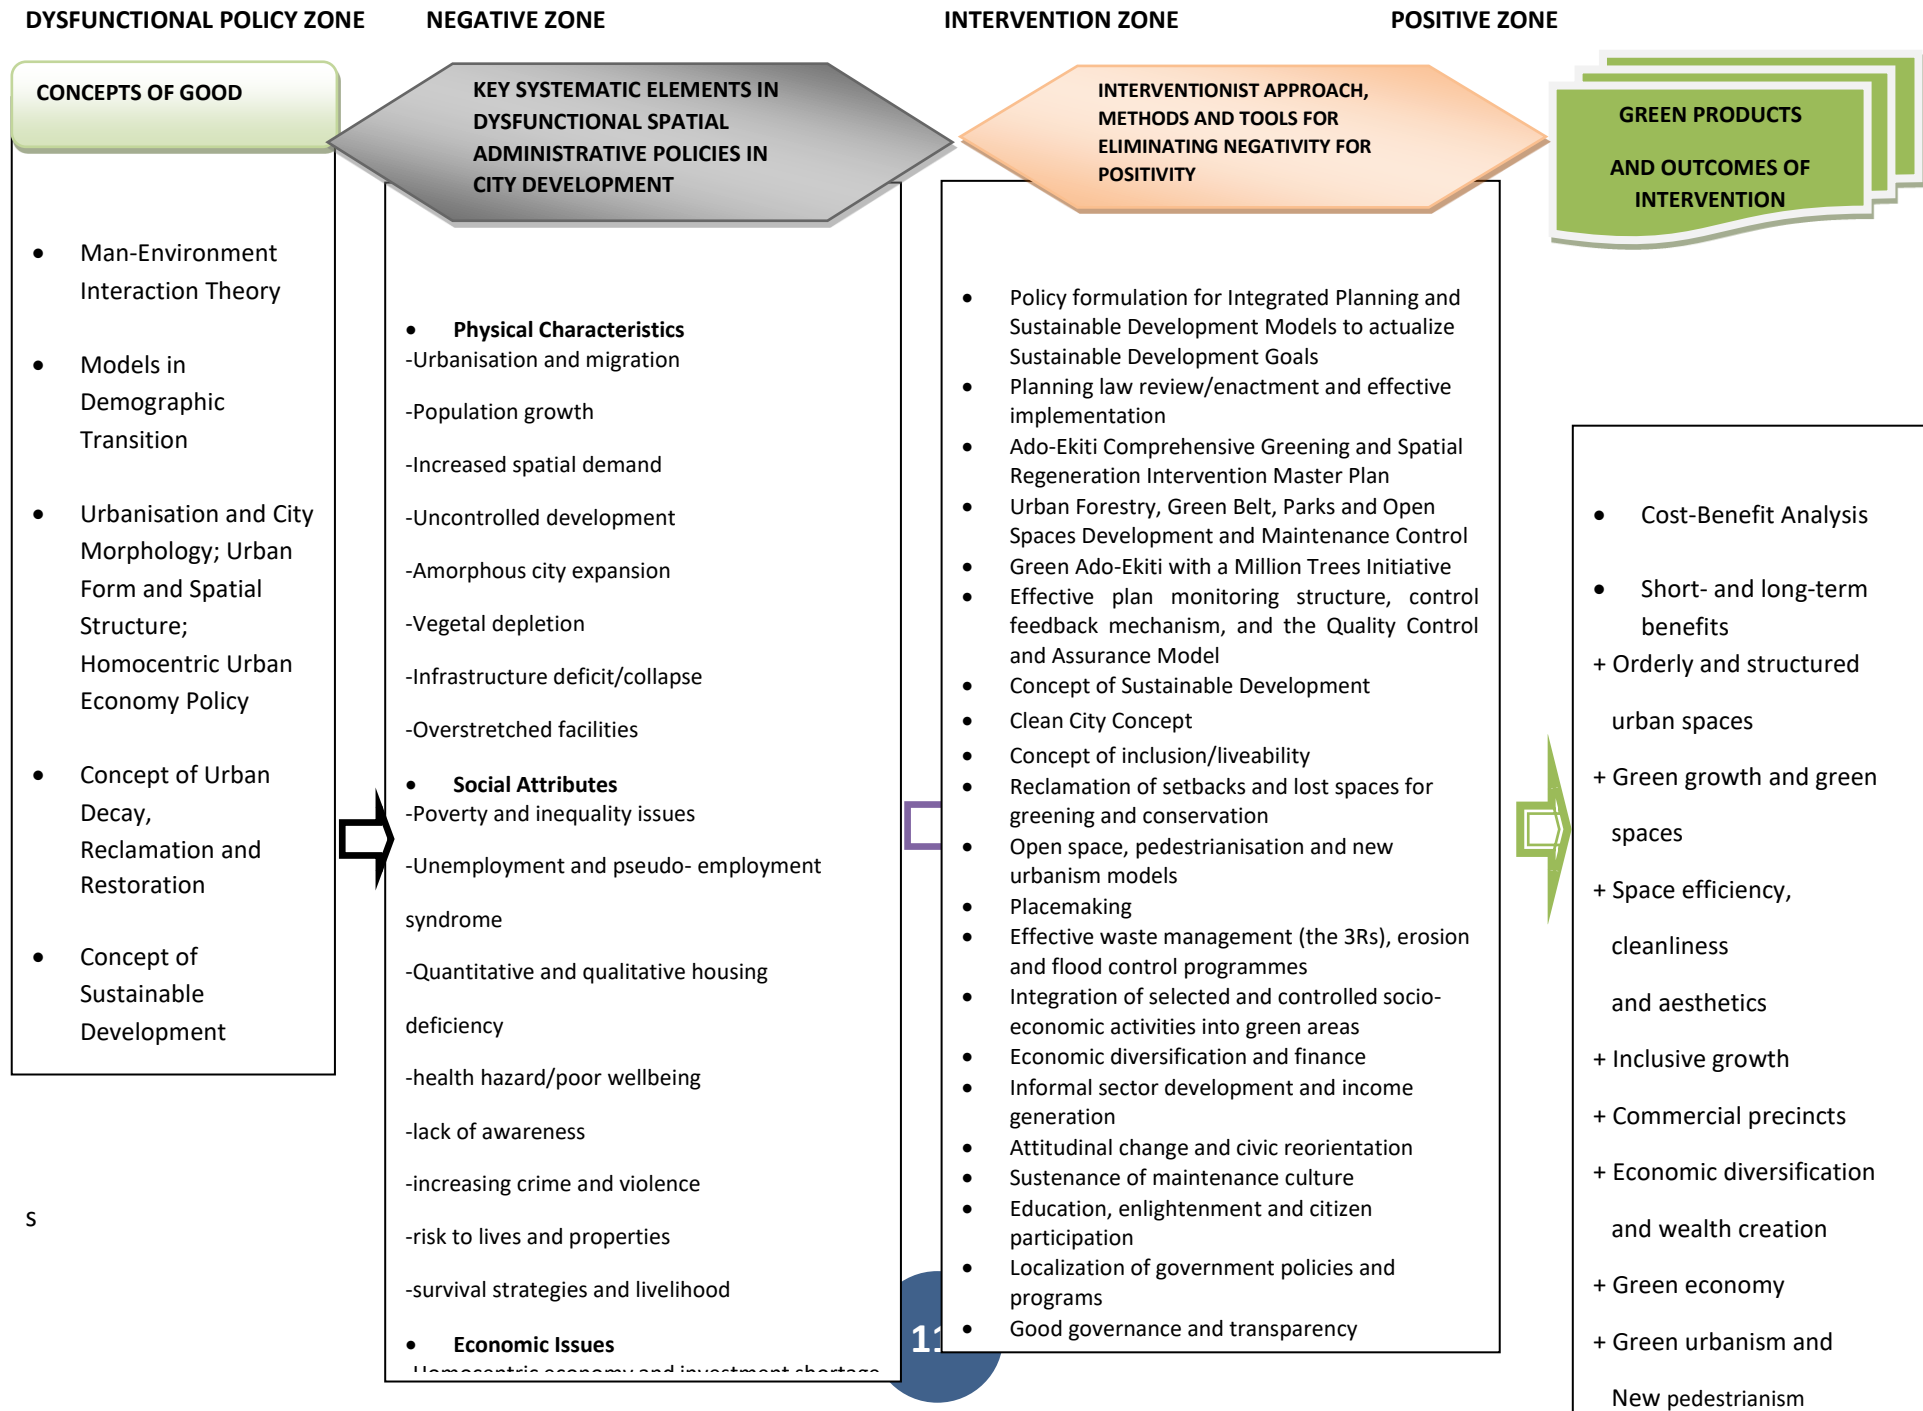 DYSFUNCTIONAL POLICY ZONE
NEGATIVE ZONE
INTERVENTION ZONE
POSITIVE ZONE
CONCEPTS OF GOOD
• Man-Environment
Interaction Theory
• Models in
Demographic
Transition
• Urbanisation and City
Morphology; Urban
Form and Spatial
Structure;
Homocentric Urban
Economy Policy
• Concept of Urban
Decay,
Reclamation and
Restoration
• Concept of
Sustainable
Development
s
KEY SYSTEMATIC ELEMENTS IN
DYSFUNCTIONAL SPATIAL
ADMINISTRATIVE POLICIES IN
CITY DEVELOPMENT
• Physical Characteristics
-Urbanisation and migration
-Population growth
-Increased spatial demand
-Uncontrolled development
-Amorphous city expansion
-Vegetal depletion
-Infrastructure deficit/collapse
-Overstretched facilities
• Social Attributes
-Poverty and inequality issues
-Unemployment and pseudo- employment
syndrome
-Quantitative and qualitative housing
deficiency
-health hazard/poor wellbeing
-lack of awareness
-increasing crime and violence
-risk to lives and properties
-survival strategies and livelihood
• Economic Issues
-Homocentric economy and investment shortage
INTERVENTIONIST APPROACH,
METHODS AND TOOLS FOR
ELIMINATING NEGATIVITY FOR
POSITIVITY
• Policy formulation for Integrated Planning and
Sustainable Development Models to actualize
Sustainable Development Goals
• Planning law review/enactment and effective
implementation
• Ado-Ekiti Comprehensive Greening and Spatial
Regeneration Intervention Master Plan
• Urban Forestry, Green Belt, Parks and Open
Spaces Development and Maintenance Control
• Green Ado-Ekiti with a Million Trees Initiative
• Effective plan monitoring structure, control
feedback mechanism, and the Quality Control
and Assurance Model
• Concept of Sustainable Development
• Clean City Concept
• Concept of inclusion/liveability
• Reclamation of setbacks and lost spaces for
greening and conservation
• Open space, pedestrianisation and new
urbanism models
• Placemaking
• Effective waste management (the 3Rs), erosion
and flood control programmes
• Integration of selected and controlled socio-
economic activities into green areas
• Economic diversification and finance
• Informal sector development and income
generation
• Attitudinal change and civic reorientation
• Sustenance of maintenance culture
• Education, enlightenment and citizen
participation
• Localization of government policies and
programs
• Good governance and transparency
GREEN PRODUCTS
AND OUTCOMES OF
INTERVENTION
• Cost-Benefit Analysis
• Short- and long-term
benefits
+ Orderly and structured
urban spaces
+ Green growth and green
spaces
+ Space efficiency,
cleanliness
and aesthetics
+ Inclusive growth
+ Commercial precincts
+ Economic diversification
and wealth creation
+ Green economy
+ Green urbanism and
New pedestrianism